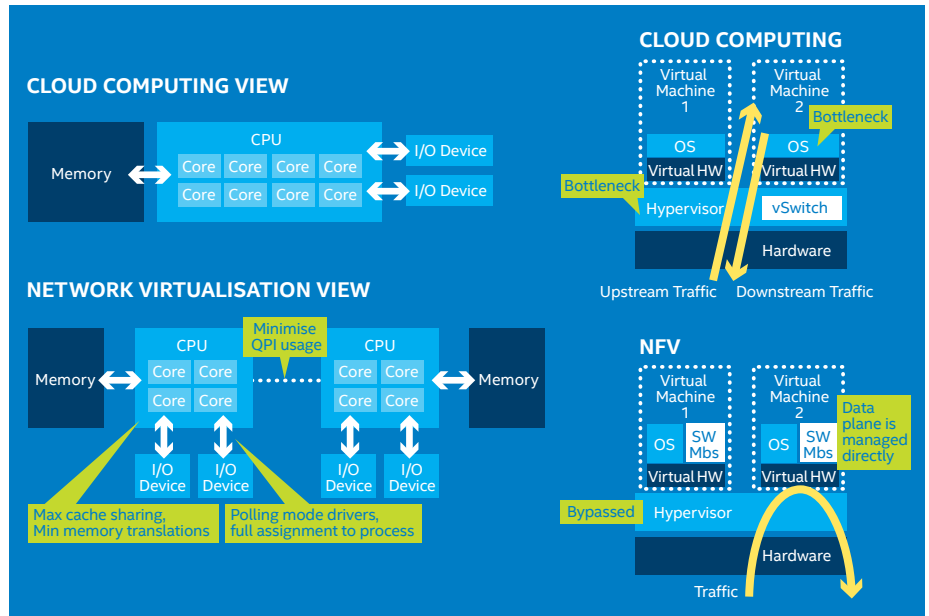 CLOUD COMPUTING VIEW
Memory
CPU
Core Core Core Core
Core Core Core Core
I/O Device
I/O Device
NETWORK VIRTUALISATION VIEW
Minimise
QPI usage
Memory
CPU
Core Core
Core Core
I/O
Device
I/O
Device
CPU
Core Core
Core Core
Memory
I/O
Device
I/O
Device
Max cache sharing,
Min memory translations
Polling mode drivers,
full assignment to process
CLOUD COMPUTING
Virtual
Machine
1
OS
Virtual HW
Virtual
Machine
2
Bottleneck
OS
Virtual HW
Bottleneck
Hypervisor
vSwitch
Hardware
Upstream Traffic
Downstream Traffic
NFV
Virtual
Machine
1
OS
SW
Mbs
Virtual HW
Virtual
Machine
2
OS
SW
Mbs
Virtual HW
Data
plane is
managed
directly
Bypassed
Hypervisor
Hardware
Traffic